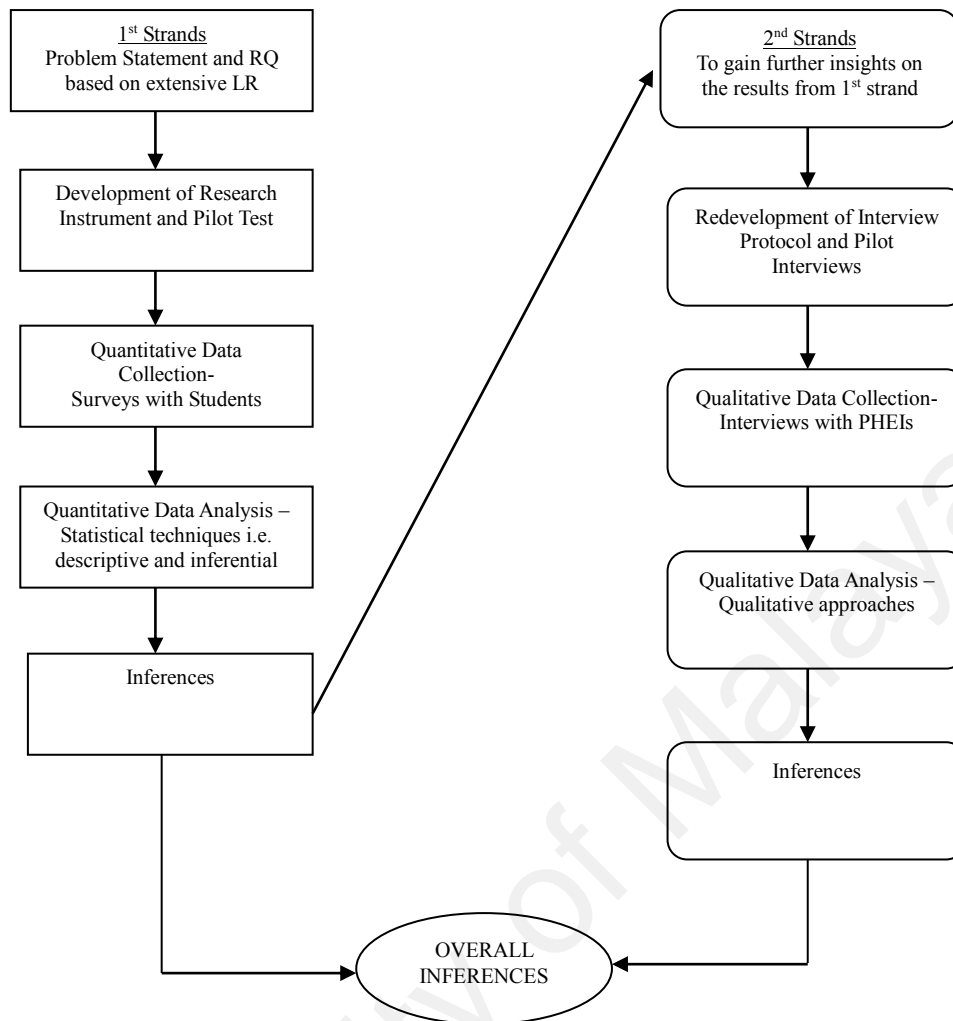 1st Strands
Problem Statement and RQ
based on extensive LR
Development of Research
Instrument and Pilot Test
Quantitative Data
Collection-
Surveys with Students
Quantitative Data Analysis –
Statistical techniques i.e.
descriptive and inferential
Inferences
2nd Strands
To gain further insights on
the results from 1st strand
Redevelopment of Interview
Protocol and Pilot
Interviews
Qualitative Data Collection-
Interviews with PHEIs
Qualitative Data Analysis –
Qualitative approaches
Inferences
OVERALL
INFERENCES
of Malaya